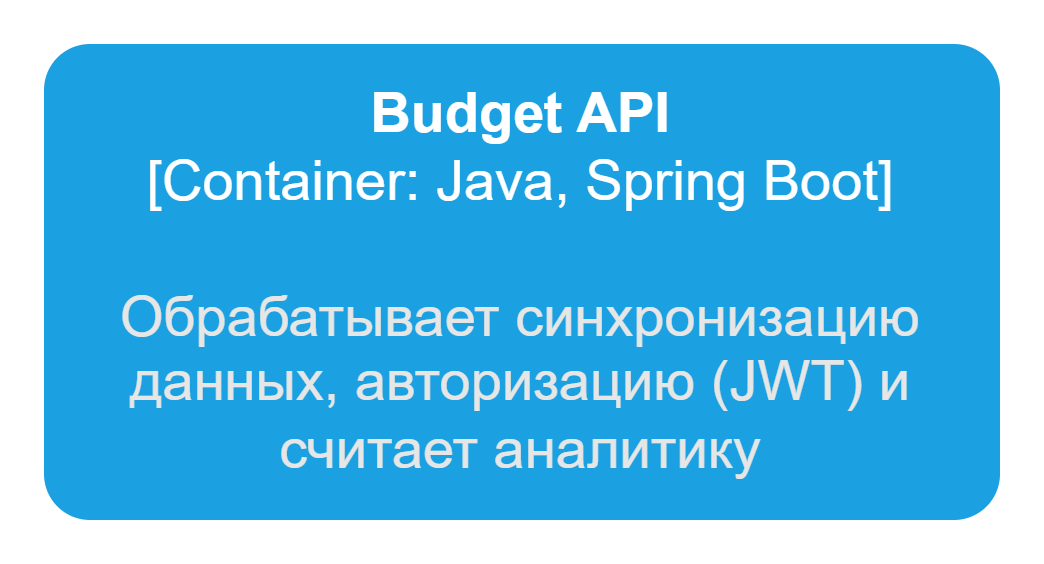 Budget API
[Container: Java, Spring Boot]
Обрабатывает синхронизацию
данных, авторизацию (JWT) и
считает аналитику